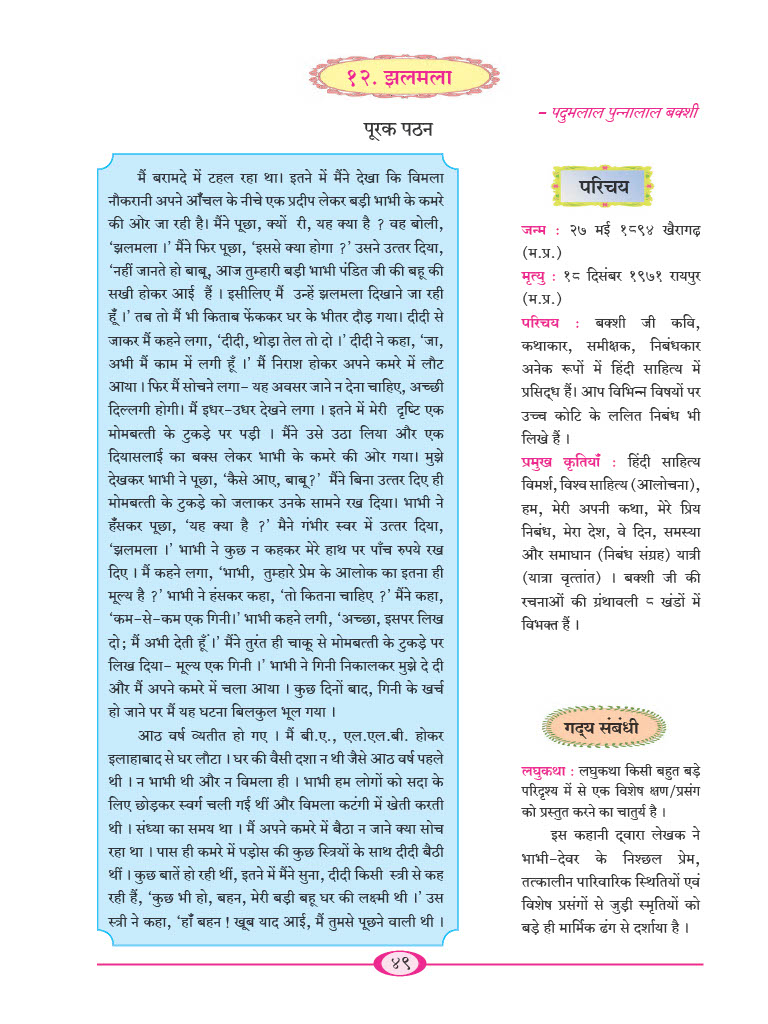 १२. झलमला
– पदुमलाल पुन्नालाल बक्शी
पूरक पठन
मैं बरामदे में टहल रहा था। इतने में मैंने देखा कि विमला
नौकरानी अपने आँचल के नीचे एक प्रदीप लेकर बड़ी भाभी के कमरे
की ओर जा रही है। मैंने पूछा, क्यों री, यह क्या है ? वह बोली,
‘झलमला ।’ मैंने फिर पूछा, ‘इससे क्या होगा ?’ उसने उत्तर दिया,
‘नहीं जानते हो बाबू, आज तुम्हारी बड़ी भाभी पंडित जी की बहू की
सखी होकर आई हैं । इसीलिए मैं उन्हें झलमला दिखाने जा रही
हूँ ।’ तब तो मैं भी किताब फेंककर घर के भीतर दौड़ गया। दीदी से
जाकर मैं कहने लगा, ‘दीदी, थोड़ा तेल तो दो ।’ दीदी ने कहा, ‘जा,
अभी मैं काम में लगी हूँ ।’ मैं निराश होकर अपने कमरे में लौट
आया । फिर मैं सोचने लगा– यह अवसर जाने न देना चाहिए, अच्छी
दिल्लगी होगी। मैं इधर-उधर देखने लगा । इतने में मेरी दृष्टि एक
मोमबत्ती के टुकड़े पर पड़ी । मैंने उसे उठा लिया और एक
दियासलाई का बक्स लेकर भाभी के कमरे की ओर गया। मुझे
देखकर भाभी ने पूछा, ‘कैसे आए, बाबू?’ मैंने बिना उत्तर दिए ही
मोमबत्ती के टुकड़े को जलाकर उनके सामने रख दिया। भाभी ने
हँसकर पूछा, ‘यह क्या है ?’ मैने गंभीर स्वर में उत्तर दिया,
‘झलमला ।’ भाभी ने कुछ न कहकर मेरे हाथ पर पाँच रुपये रख
दिए । मैं कहने लगा, ‘भाभी, तुम्हारे प्रेम के आलोक का इतना ही
मूल्य है ?’ भाभी ने हंसकर कहा, ‘तो कितना चाहिए ?’ मैंने कहा,
‘कम-से-कम एक गिनी।’ भाभी कहने लगी, ‘अच्छा, इसपर लिख
दो; मैं अभी देती हूँ ।’ मैंने तुरंत ही चाकू से मोमबत्ती के टुकड़े पर
लिख दिया– मूल्य एक गिनी ।’ भाभी ने गिनी निकालकर मुझे दे दी
और मैं अपने कमरे में चला आया । कुछ दिनों बाद, गिनी के खर्च
हो जाने पर मैं यह घटना बिलकुल भूल गया ।
आठ वर्ष व्यतीत हो गए । मैं बी.ए., एल.एल.बी. होकर
इलाहाबाद से घर लौटा । घर की वैसी दशा न थी जैसे आठ वर्ष पहले
थी । न भाभी थी और न विमला ही । भाभी हम लोगों को सदा के
लिए छोड़कर स्वर्ग चली गई थीं और विमला कटंगी में खेती करती
थी । संध्या का समय था । मैं अपने कमरे में बैठा न जाने क्या सोच
रहा था । पास ही कमरे में पड़ोस की कुछ स्त्रियों के साथ दीदी बैठी
थीं । कुछ बातें हो रही थीं, इतने में मैंने सुना, दीदी किसी स्त्री से कह
रही हैं, ‘कुछ भी हो, बहन, मेरी बड़ी बहू घर की लक्ष्मी थी ।’ उस
स्त्री ने कहा, ‘हाँ बहन ! खूब याद आई, मैं तुमसे पूछने वाली थी ।
परिचय
जन्म : २७ मई १८९४ खैरागढ़
(म.प्र.)
मृत्यु : १८ दिसंबर १९७१ रायपुर
(म.प्र.)
परिचय : बक्शी जी कवि,
कथाकार, समीक्षक, निबंधकार
अनेक रूपों में हिंदी साहित्य में
प्रसिद्ध हैं। आप विभिन्न विषयों पर
उच्च कोटि के ललित निबंध भी
लिखे हैं ।
प्रमुख कृतियाँ : हिंदी साहित्य
विमर्श, विश्व साहित्य (आलोचना),
हम, मेरी अपनी कथा, मेरे प्रिय
निबंध, मेरा देश, वे दिन, समस्या
और समाधान (निबंध संग्रह) यात्री
(यात्रा वृत्तांत) । बक्शी जी की
रचनाओं की ग्रंथावली ८ खंडों में
विभक्त हैं ।
गद्य संबंधी
लघुकथा : लघुकथा किसी बहुत बड़े
परिदृश्य में से एक विशेष क्षण/प्रसंग
को प्रस्तुत करने का चातुर्य है ।
इस कहानी द्वारा लेखक ने
भाभी-देवर के निश्छल प्रेम,
तत्कालीन पारिवारिक स्थितियों एवं
विशेष प्रसंगों से जुड़ी स्मृतियों को
बड़े ही मार्मिक ढंग से दर्शाया है ।
४९